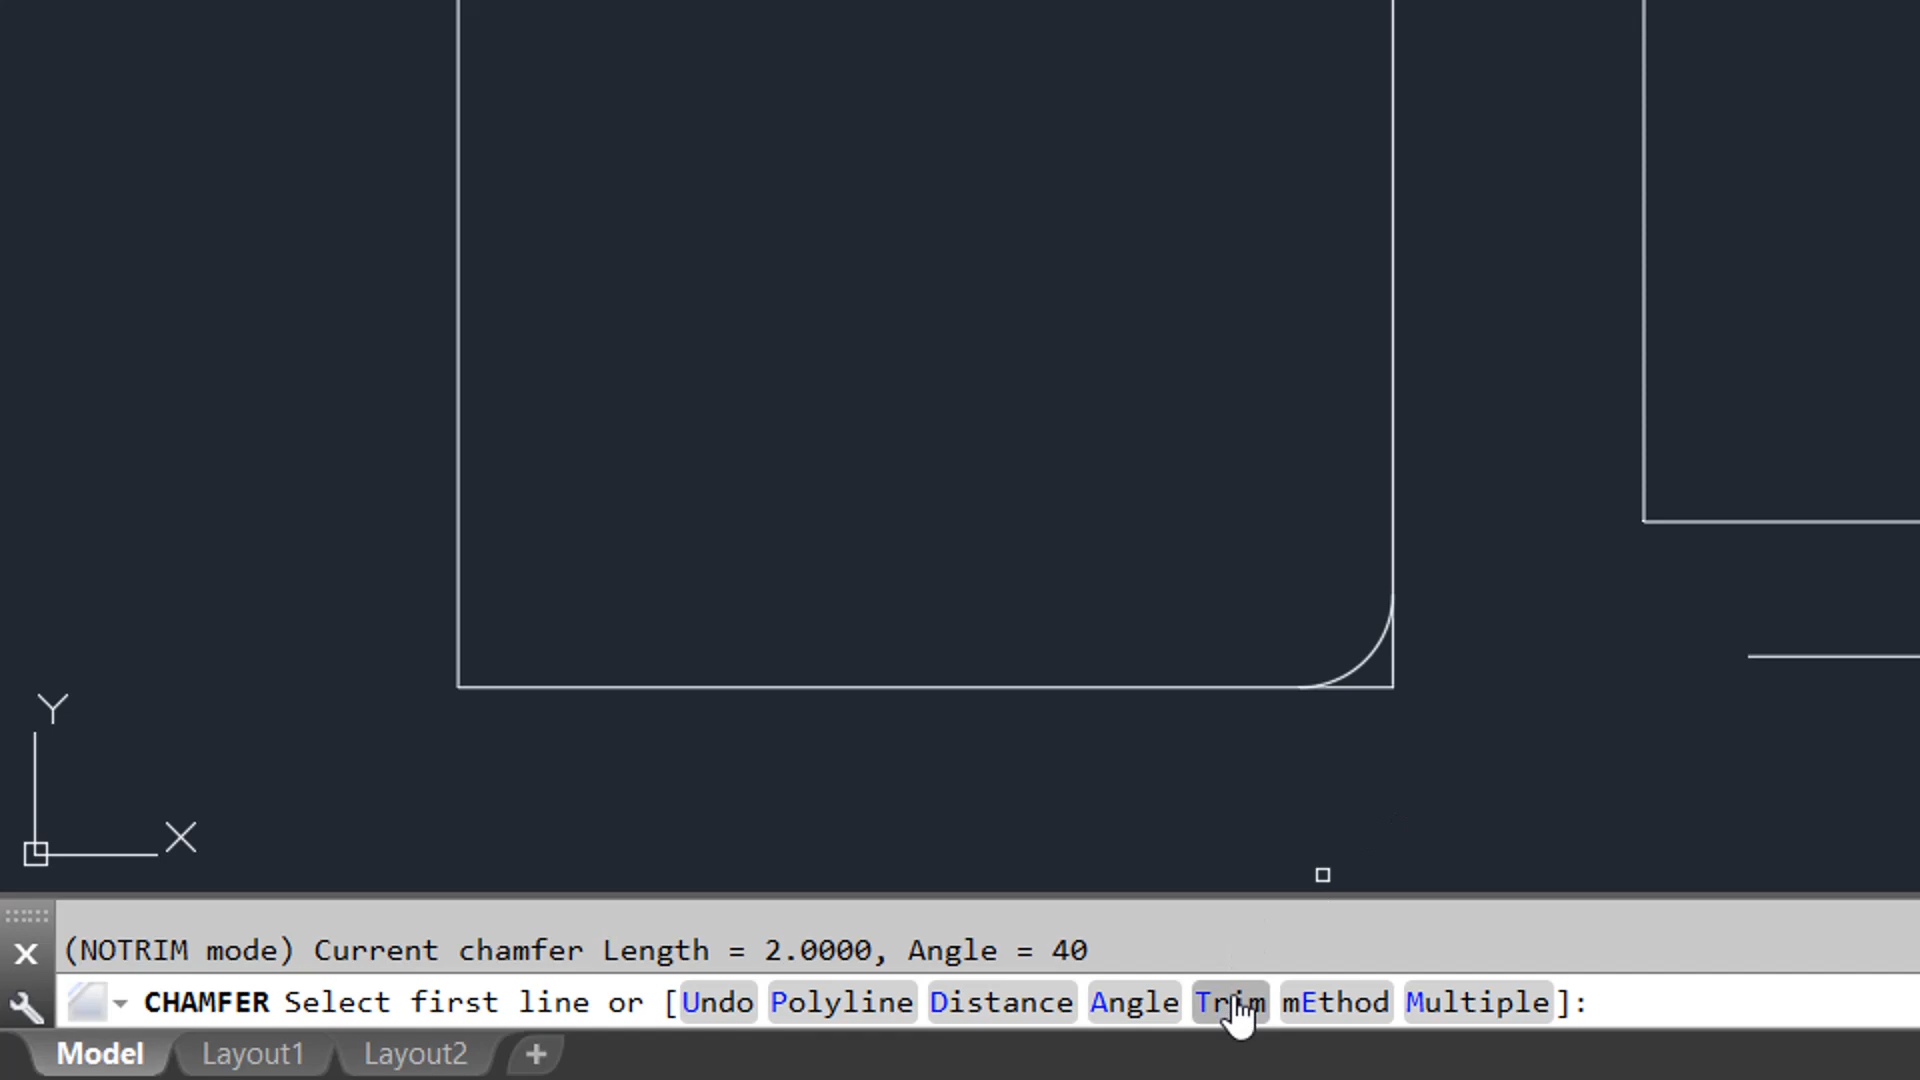 Y
X
(NOTRIM mode) Current chamfer Length = 2.0000, Angle = 40
CHAMFER Select first line or [Undo Polyline Distance Angle Trim mEthod Multiple]:
Model Layout1 Layout2 +